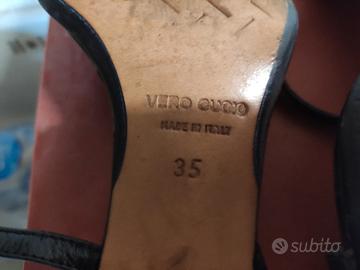 VERO CUOIO
MADE IN ITALY
35
subito